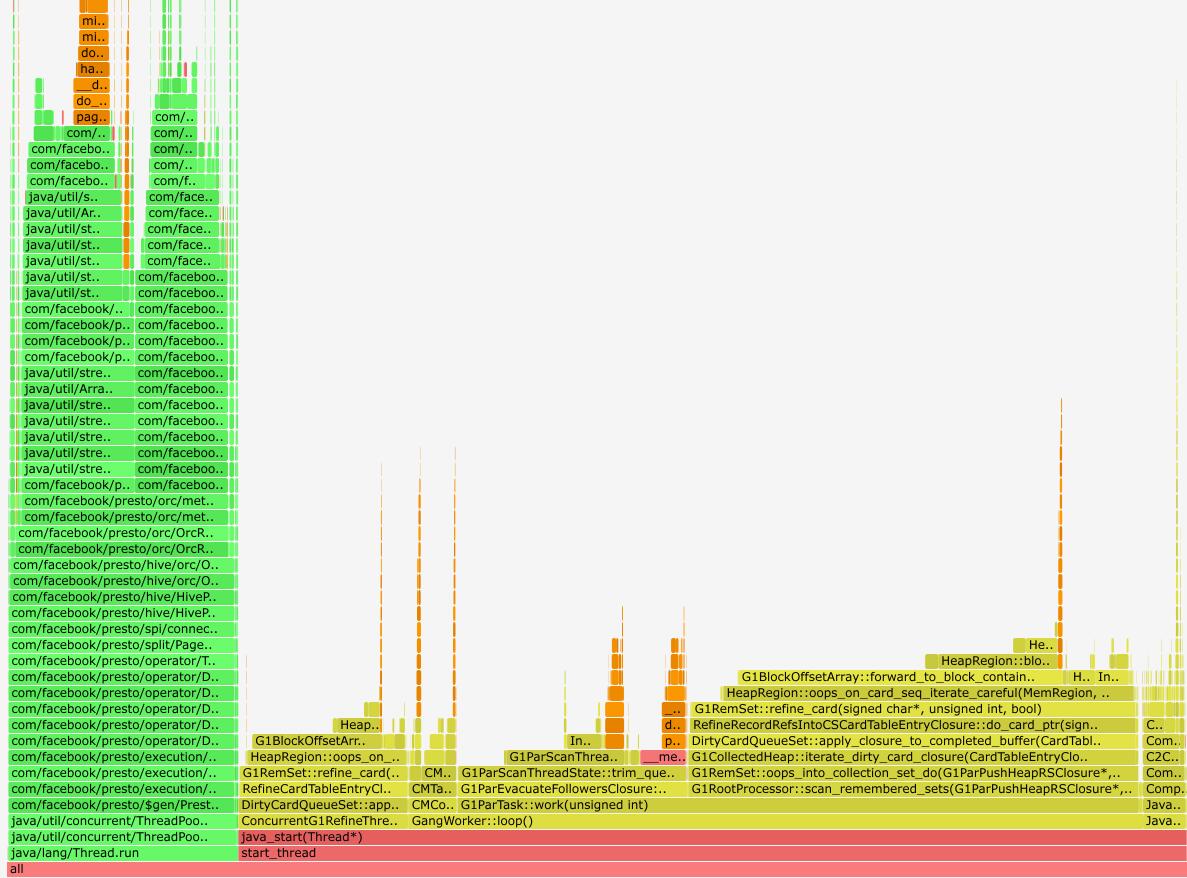 mi..
mi..
do..
ha..
__d..
do_..
pag.. com/..
com/.. com/..
com/facebo.. com/..
com/facebo.. com/..
com/facebo.. com/f..
java/util/s.. com/face..
java/util/Ar.. com/face..
java/util/st.. com/face..
java/util/st.. com/face..
java/util/st.. com/face..
java/util/st.. com/faceboo..
java/util/st.. com/faceboo..
com/facebook/.. com/faceboo..
com/facebook/p.. com/faceboo..
com/facebook/p.. com/faceboo..
com/facebook/p.. com/faceboo..
java/util/stre.. com/faceboo..
java/util/Arra.. com/faceboo..
java/util/stre.. com/faceboo..
java/util/stre.. com/faceboo..
java/util/stre.. com/faceboo..
java/util/stre.. com/faceboo..
java/util/stre.. com/faceboo..
com/facebook/p.. com/faceboo..
com/facebook/presto/orc/met..
com/facebook/presto/orc/met..
com/facebook/presto/orc/OrcR..
com/facebook/presto/orc/OrcR..
com/facebook/presto/hive/orc/O..
com/facebook/presto/hive/orc/O..
com/facebook/presto/hive/HiveP..
com/facebook/presto/hive/HiveP..
com/facebook/presto/spi/connec..
com/facebook/presto/split/Page.. He..
com/facebook/presto/operator/T.. HeapRegion::blo..
com/facebook/presto/operator/D.. G1BlockOffsetArray::forward_to_block_contain.. H.. In..
com/facebook/presto/operator/D.. HeapRegion::oops_on_card_seq_iterate_careful(MemRegion, ..
com/facebook/presto/operator/D.. __.. G1RemSet::refine_card(signed char*, unsigned int, bool)
com/facebook/presto/operator/D.. Heap.. d.. RefineRecordRefsIntoCSCardTableEntryClosure::do_card_ptr(sign.. C..
com/facebook/presto/operator/D.. G1BlockOffsetArr.. In.. p.. DirtyCardQueueSet::apply_closure_to_completed_buffer(CardTabl.. Com..
com/facebook/presto/execution/.. HeapRegion::oops_on_.. G1ParScanThrea.. __me.. G1CollectedHeap::iterate_dirty_card_closure(CardTableEntryClo.. C2C..
com/facebook/presto/execution/.. G1RemSet::refine_card(.. CM.. G1ParScanThreadState::trim_que.. G1RemSet::oops_into_collection_set_do(G1ParPushHeapRSClosure*,.. Com..
com/facebook/presto/execution/.. RefineCardTableEntryCl.. CMTa.. G1ParEvacuateFollowersClosure:.. G1RootProcessor::scan_remembered_sets(G1ParPushHeapRSClosure*,.. Comp..
com/facebook/presto/$gen/Prest.. DirtyCardQueueSet::app.. CMCo.. G1ParTask::work(unsigned int) Java..
java/util/concurrent/ThreadPoo.. ConcurrentG1RefineThre.. GangWorker::loop() Java..
java/util/concurrent/ThreadPoo.. java_start(Thread*)
java/lang/Thread.run start_thread
all